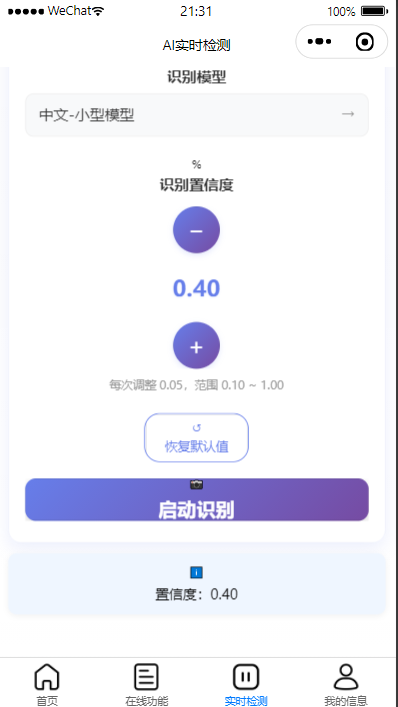 WeChat
21:31
100%
AI实时检测
识别模型
中文-小型模型 →
%
识别置信度
−
0.40
+
每次调整 0.05，范围 0.10 ~ 1.00
↺
恢复默认值
启动识别
i
置信度：0.40
首页 在线功能 实时检测 我的信息